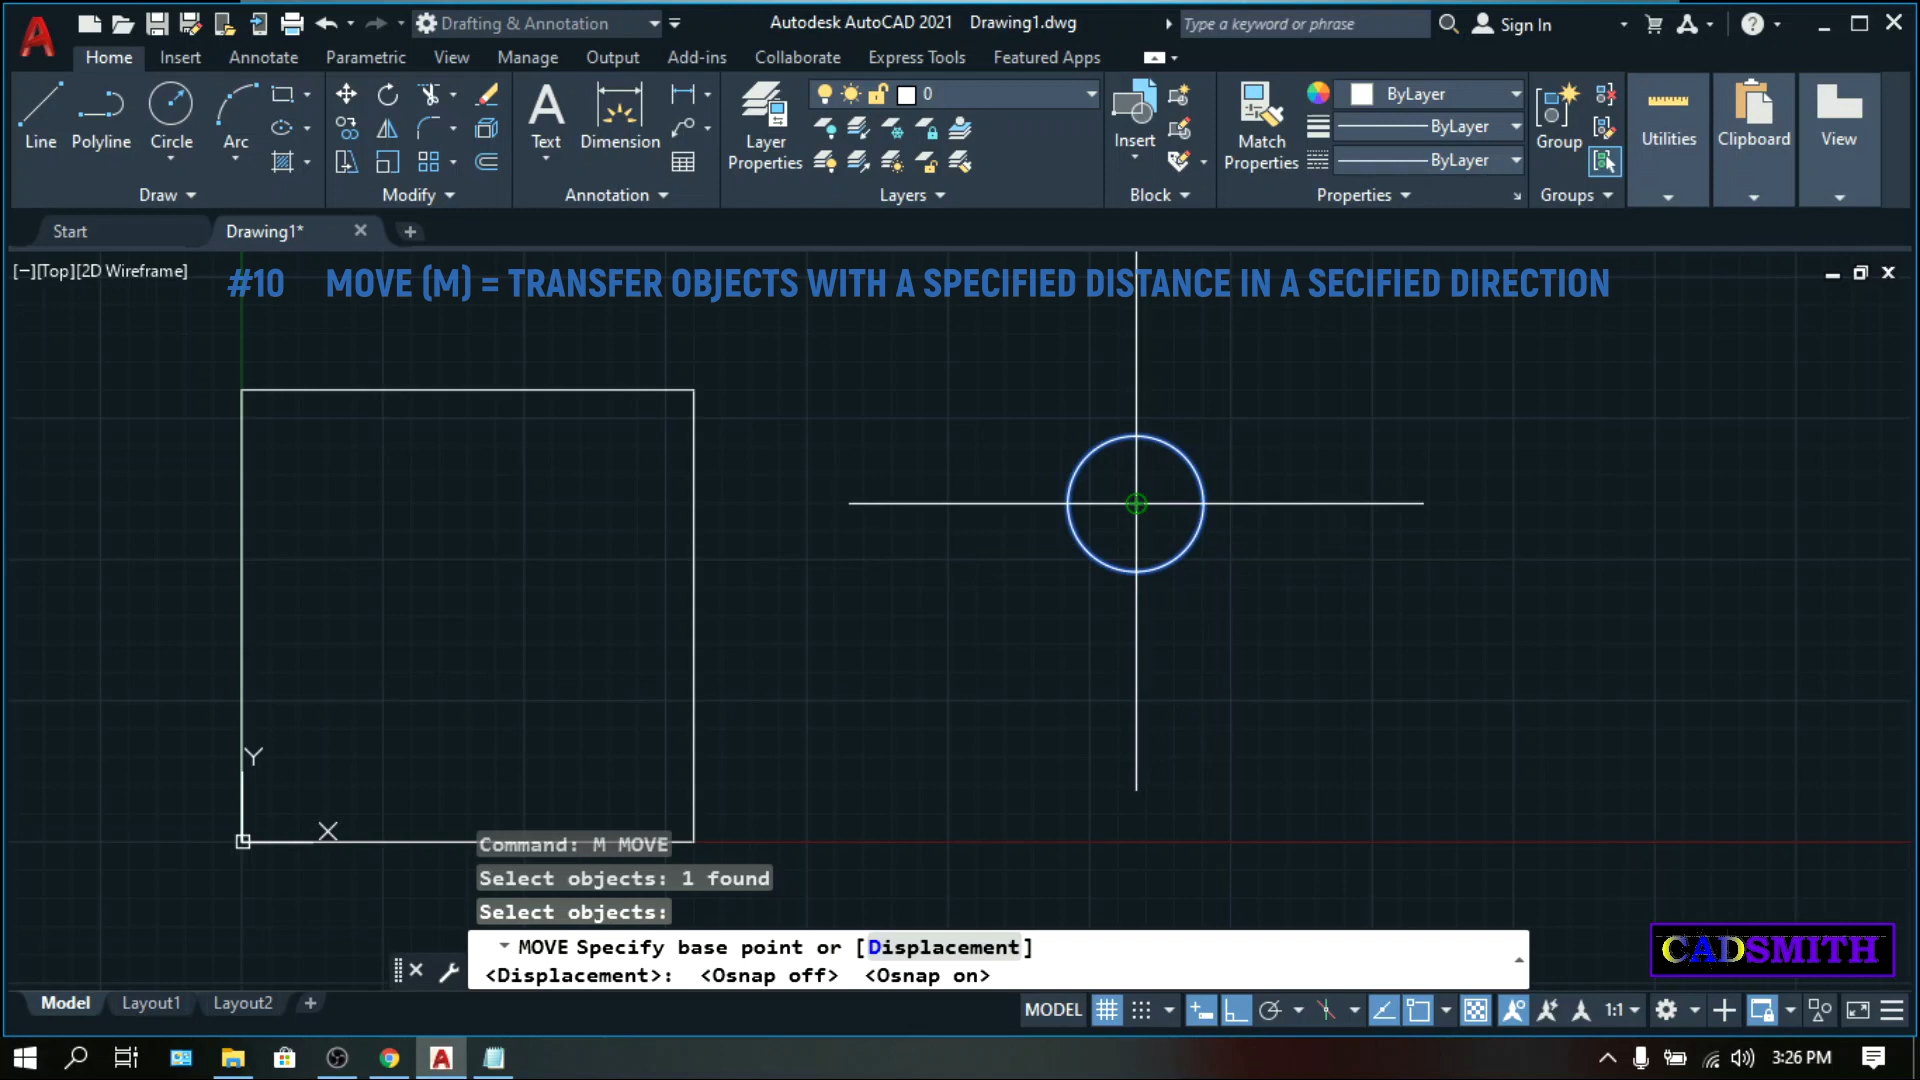 Drafting & Annotation
Autodesk AutoCAD 2021 Drawing1.dwg
Type a keyword or phrase
Sign In
Home Insert Annotate Parametric View Manage Output Add-ins Collaborate Express Tools Featured Apps
Line Polyline Circle Arc
Text Dimension
Layer Properties
0
Insert
Match Properties
ByLayer
ByLayer
ByLayer
Group
Utilities
Clipboard
View
Draw Modify Annotation Layers Block Properties Groups
Start Drawing1*
[−][Top][2D Wireframe]
#10 MOVE (M) = TRANSFER OBJECTS WITH A SPECIFIED DISTANCE IN A SECIFIED DIRECTION
Y
X
Command: M MOVE
Select objects: 1 found
Select objects:
MOVE Specify base point or [Displacement]
<Displacement>: <Osnap off> <Osnap on>
CADSMITH
Model Layout1 Layout2
MODEL
1:1
3:26 PM